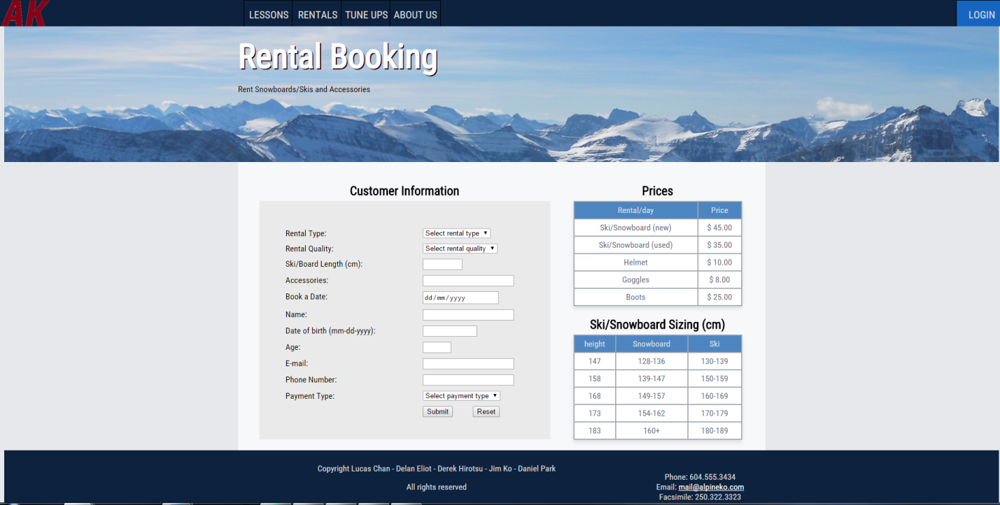 AK
LESSONS RENTALS TUNE UPS ABOUT US LOGIN
Rental Booking
Rent Snowboards/Skis and Accessories
Customer Information
Rental Type: Select rental type
Rental Quality: Select rental quality
Ski/Board Length (cm):
Accessories:
Book a Date: dd/mm/yyyy
Name:
Date of birth (mm-dd-yyyy):
Age:
E-mail:
Phone Number:
Payment Type: Select payment type
Submit Reset
Prices
Rental/day Price
Ski/Snowboard (new) $ 45.00
Ski/Snowboard (used) $ 35.00
Helmet $ 10.00
Goggles $ 8.00
Boots $ 25.00
Ski/Snowboard Sizing (cm)
height Snowboard Ski
147 128-136 130-139
158 139-147 150-159
168 149-157 160-169
173 154-162 170-179
183 160+ 180-189
Copyright Lucas Chan - Delan Eliot - Derek Hirotsu - Jim Ko - Daniel Park
All rights reserved
Phone: 604.555.3434
Email: mail@alpineko.com
Facsimile: 250.322.3323